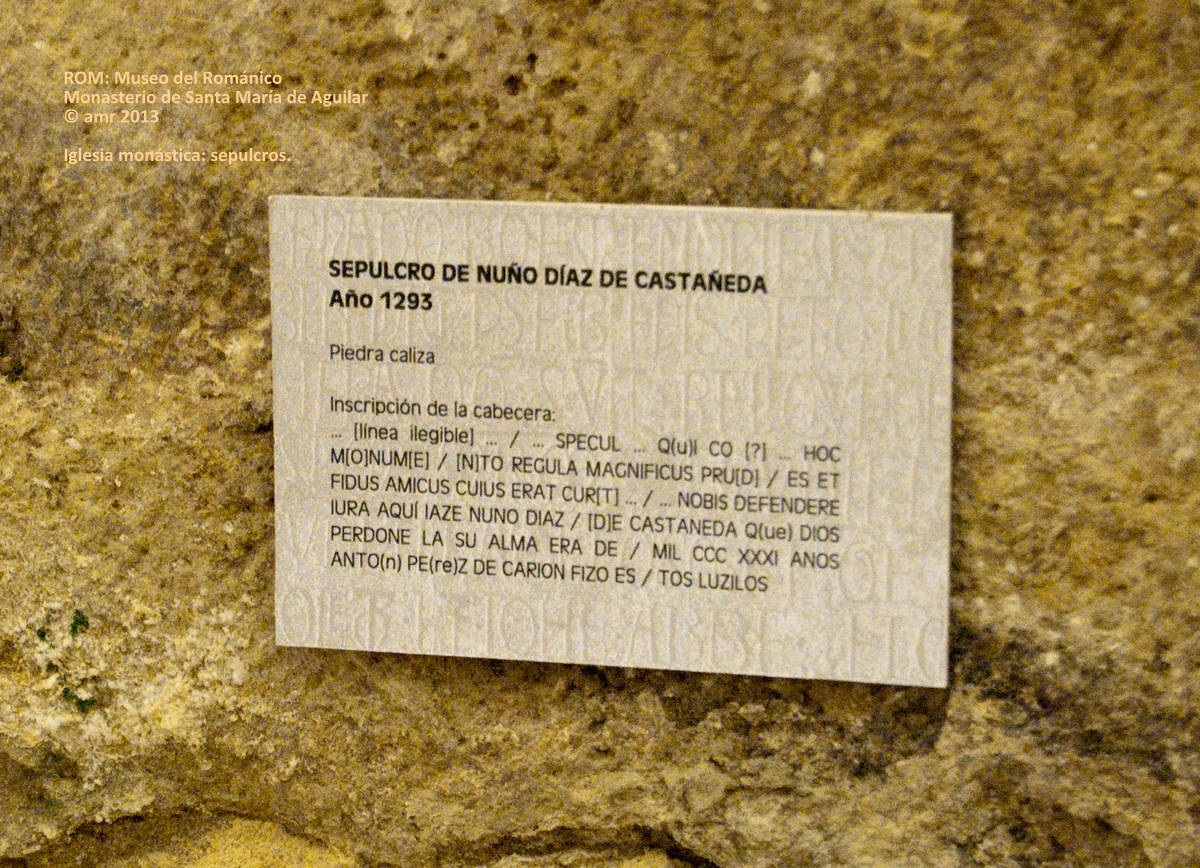 ROM: Museo del Románico
Monasterio de Santa María de Aguilar
© amr 2013
Iglesia monástica: sepulcros.
SEPULCRO DE NUÑO DÍAZ DE CASTAÑEDA
Año 1293
Piedra caliza
Inscripción de la cabecera:
... [línea ilegible] ... / ... SPECUL ... Q(u)I CO [?] ... HOC
M[O]NUM[E] / [N]TO REGULA MAGNIFICUS PRU[D] / ES ET
FIDUS AMICUS CUIUS ERAT CUR[T] ... / ... NOBIS DEFENDERE
IURA AQUÍ IAZE NUNO DIAZ / [D]E CASTANEDA Q(ue) DIOS
PERDONE LA SU ALMA ERA DE / MIL CCC XXXI ANOS
ANTO(n) PE(re)Z DE CARION FIZO ES / TOS LUZILOS